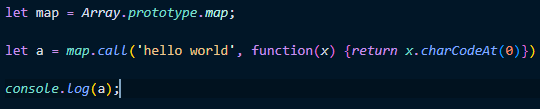 let map = Array.prototype.map;
let a = map.call('hello world', function(x) {return x.charCodeAt(0)})
console.log(a);